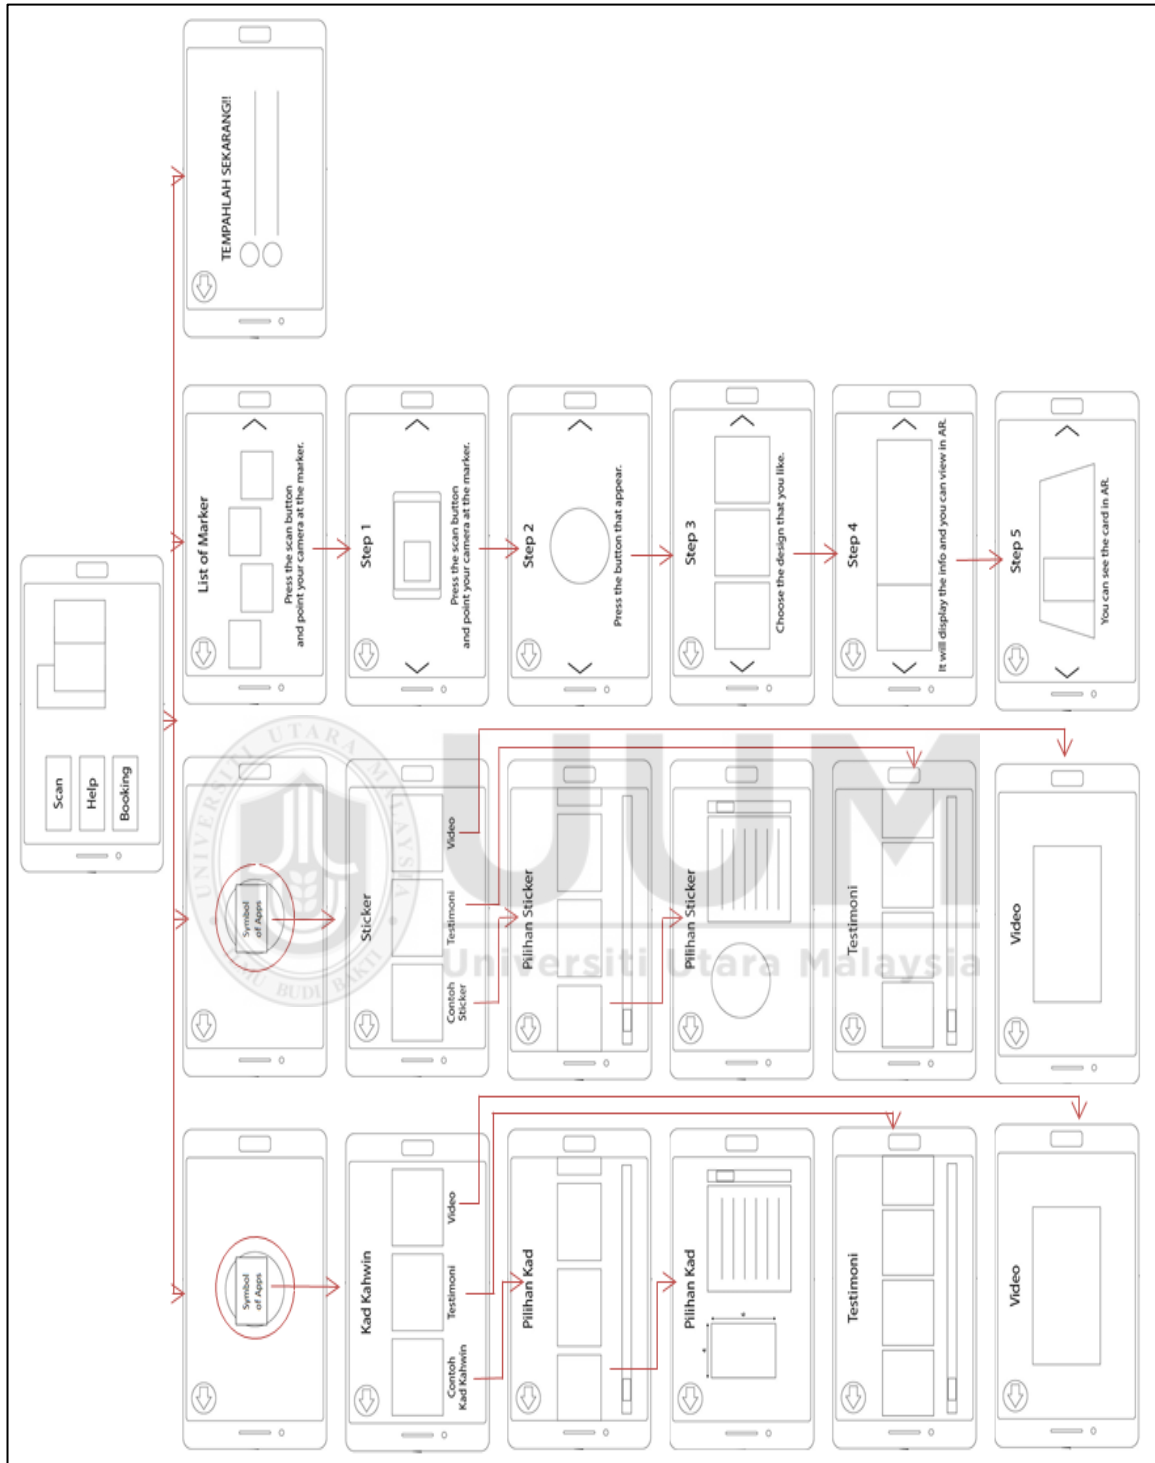 Scan
Help
Booking
Symbol
of Apps
Kad Kahwin
Contoh
Kad Kahwin
Testimoni
Video
Pilihan Kad
Pilihan Kad
Testimoni
Video
Symbol
of Apps
Sticker
Contoh
Sticker
Testimoni
Video
Pilihan Sticker
Pilihan Sticker
Testimoni
Video
List of Marker
Press the scan button
and point your camera at the marker.
Step 1
Press the scan button
and point your camera at the marker.
Step 2
Press the button that appear.
Step 3
Choose the design that you like.
Step 4
It will display the info and you can view in AR.
Step 5
You can see the card in AR.
TEMPAHLAH SEKARANG!!
UNIVERSITI UTARA MALAYSIA
BUDI BAKTI
UUM
Universiti Utara Malaysia